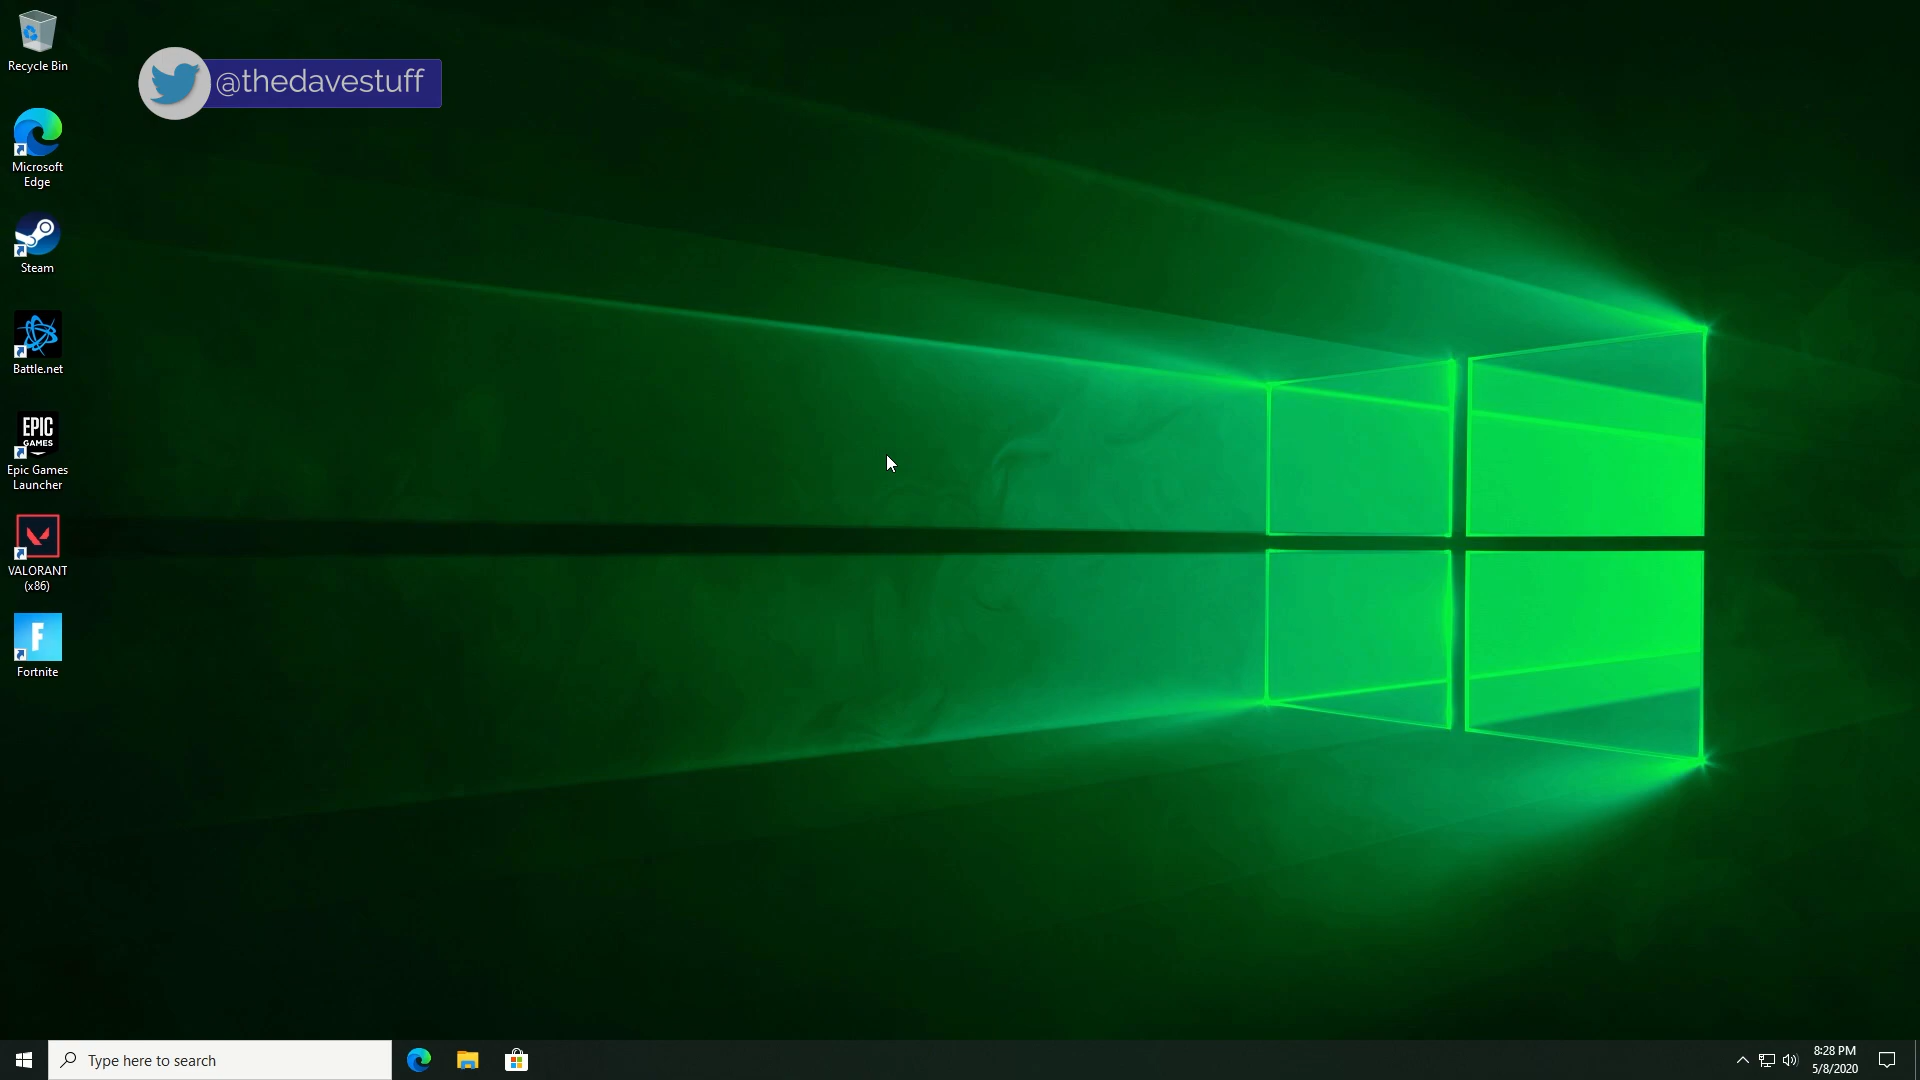 Recycle Bin
@thedavestuff
Microsoft
Edge
Steam
Battle.net
EPIC
GAMES
Epic Games
Launcher
VALORANT
(x86)
F
Fortnite
Type here to search
8:28 PM
5/8/2020